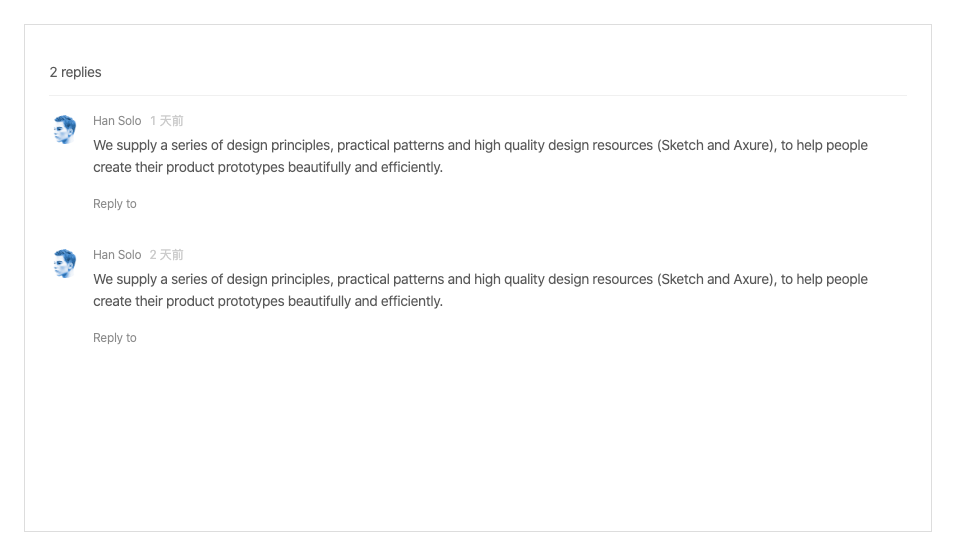 2 replies
Han Solo 1 天前
We supply a series of design principles, practical patterns and high quality design resources (Sketch and Axure), to help people
create their product prototypes beautifully and efficiently.
Reply to
Han Solo 2 天前
We supply a series of design principles, practical patterns and high quality design resources (Sketch and Axure), to help people
create their product prototypes beautifully and efficiently.
Reply to